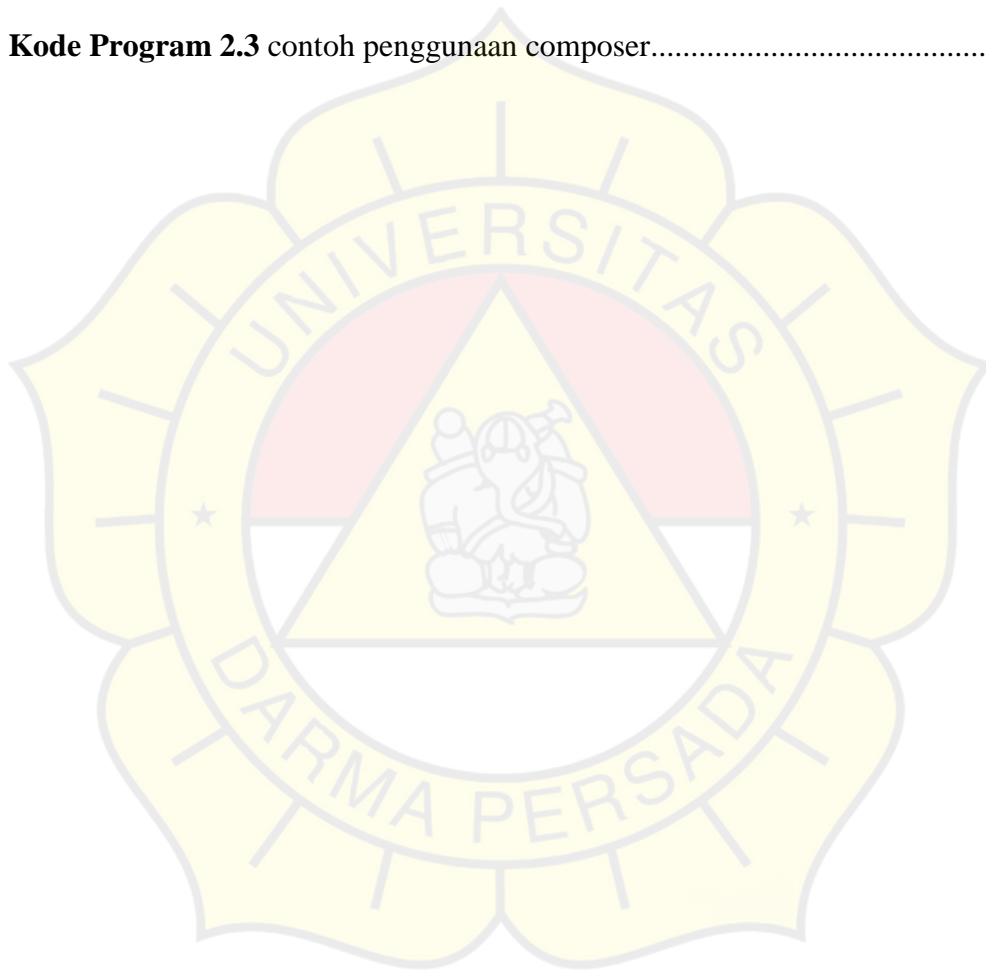 Kode Program 2.3 contoh penggunaan composer..........................................
UNIVERSITAS
DARMA PERSADA